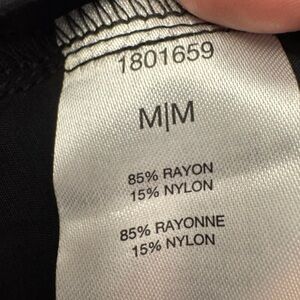 1801659
M|M
85% RAYON
15% NYLON
85% RAYONNE
15% NYLON